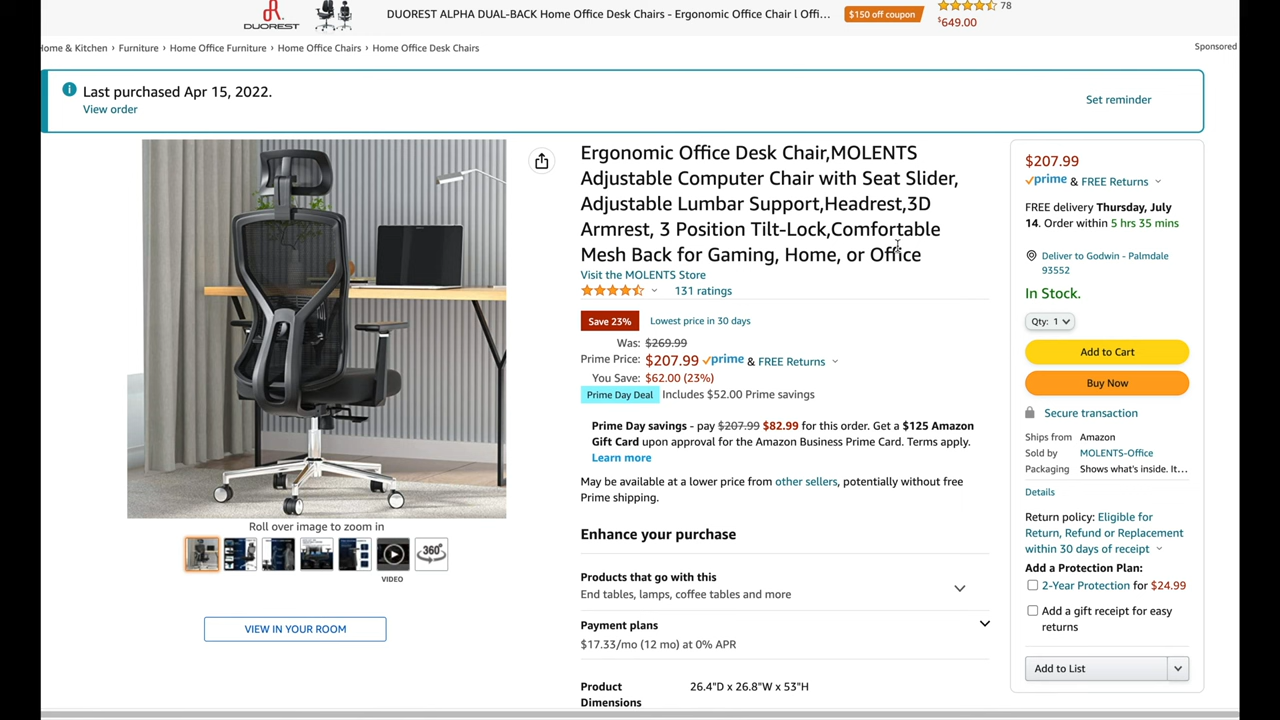 DUOREST
DUOREST ALPHA DUAL-BACK Home Office Desk Chairs - Ergonomic Office Chair l Offi...
$150 off coupon
78
$649.00
Home & Kitchen › Furniture › Home Office Furniture › Home Office Chairs › Home Office Desk Chairs
Sponsored
Last purchased Apr 15, 2022.
View order
Set reminder
Ergonomic Office Desk Chair,MOLENTS
Adjustable Computer Chair with Seat Slider,
Adjustable Lumbar Support,Headrest,3D
Armrest, 3 Position Tilt-Lock,Comfortable
Mesh Back for Gaming, Home, or Office
Visit the MOLENTS Store
131 ratings
Save 23%
Lowest price in 30 days
Was: $269.99
Prime Price: $207.99 prime & FREE Returns
You Save: $62.00 (23%)
Prime Day Deal Includes $52.00 Prime savings
Prime Day savings - pay $207.99 $82.99 for this order. Get a $125 Amazon
Gift Card upon approval for the Amazon Business Prime Card. Terms apply.
Learn more
May be available at a lower price from other sellers, potentially without free
Prime shipping.
Enhance your purchase
Products that go with this
End tables, lamps, coffee tables and more
Payment plans
$17.33/mo (12 mo) at 0% APR
Product 26.4"D x 26.8"W x 53"H
Dimensions
Roll over image to zoom in
360°
VIDEO
VIEW IN YOUR ROOM
$207.99
prime & FREE Returns
FREE delivery Thursday, July
14. Order within 5 hrs 35 mins
Deliver to Godwin - Palmdale
93552
In Stock.
Qty: 1
Add to Cart
Buy Now
Secure transaction
Ships from Amazon
Sold by MOLENTS-Office
Packaging Shows what's inside. It...
Details
Return policy: Eligible for
Return, Refund or Replacement
within 30 days of receipt
Add a Protection Plan:
2-Year Protection for $24.99
Add a gift receipt for easy
returns
Add to List